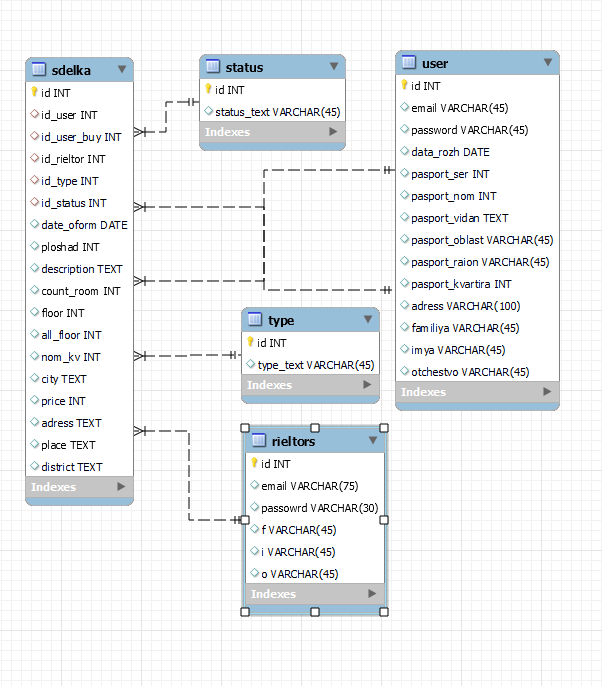 sdelka
id INT
id_user INT
id_user_buy INT
id_rieltor INT
id_type INT
id_status INT
date_oform DATE
ploshad INT
description TEXT
count_room INT
floor INT
all_floor INT
nom_kv INT
city TEXT
price INT
adress TEXT
place TEXT
district TEXT
Indexes
status
id INT
status_text VARCHAR(45)
Indexes
user
id INT
email VARCHAR(45)
password VARCHAR(45)
data_rozh DATE
pasport_ser INT
pasport_nom INT
pasport_vidan TEXT
pasport_oblast VARCHAR(45)
pasport_raion VARCHAR(45)
pasport_kvartira INT
adress VARCHAR(100)
familiya VARCHAR(45)
imya VARCHAR(45)
otchestvo VARCHAR(45)
Indexes
type
id INT
type_text VARCHAR(45)
Indexes
rieltors
id INT
email VARCHAR(75)
passowrd VARCHAR(30)
f VARCHAR(45)
i VARCHAR(45)
o VARCHAR(45)
Indexes